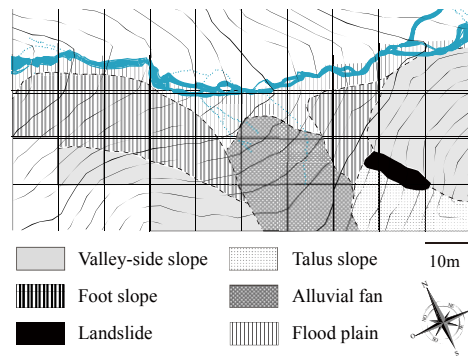 Valley-side slope
Talus slope
10m
Foot slope
Alluvial fan
N
Landslide
Flood plain
S